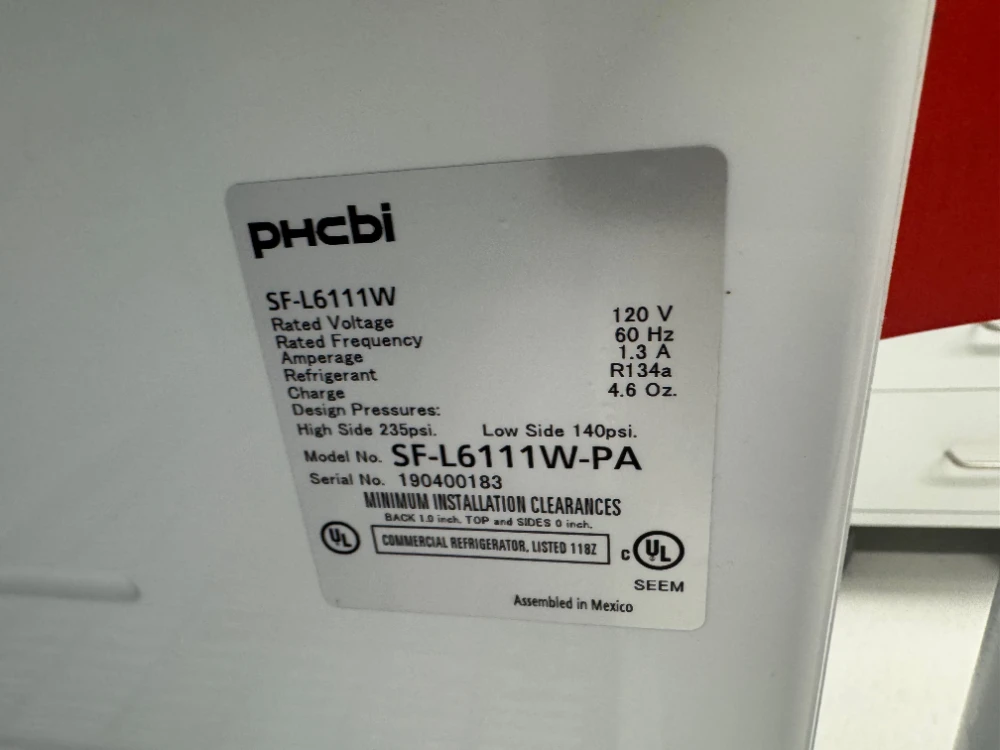 PHCbi
SF-L6111W
Rated Voltage 120 V
Rated Frequency 60 Hz
Amperage 1.3 A
Refrigerant R134a
Charge 4.6 Oz.
Design Pressures:
High Side 235psi. Low Side 140psi.
Model No. SF-L6111W-PA
Serial No. 190400183
MINIMUM INSTALLATION CLEARANCES
BACK 1.0 inch. TOP and SIDES 0 inch.
UL COMMERCIAL REFRIGERATOR, LISTED 118Z c UL
SEEM
Assembled in Mexico